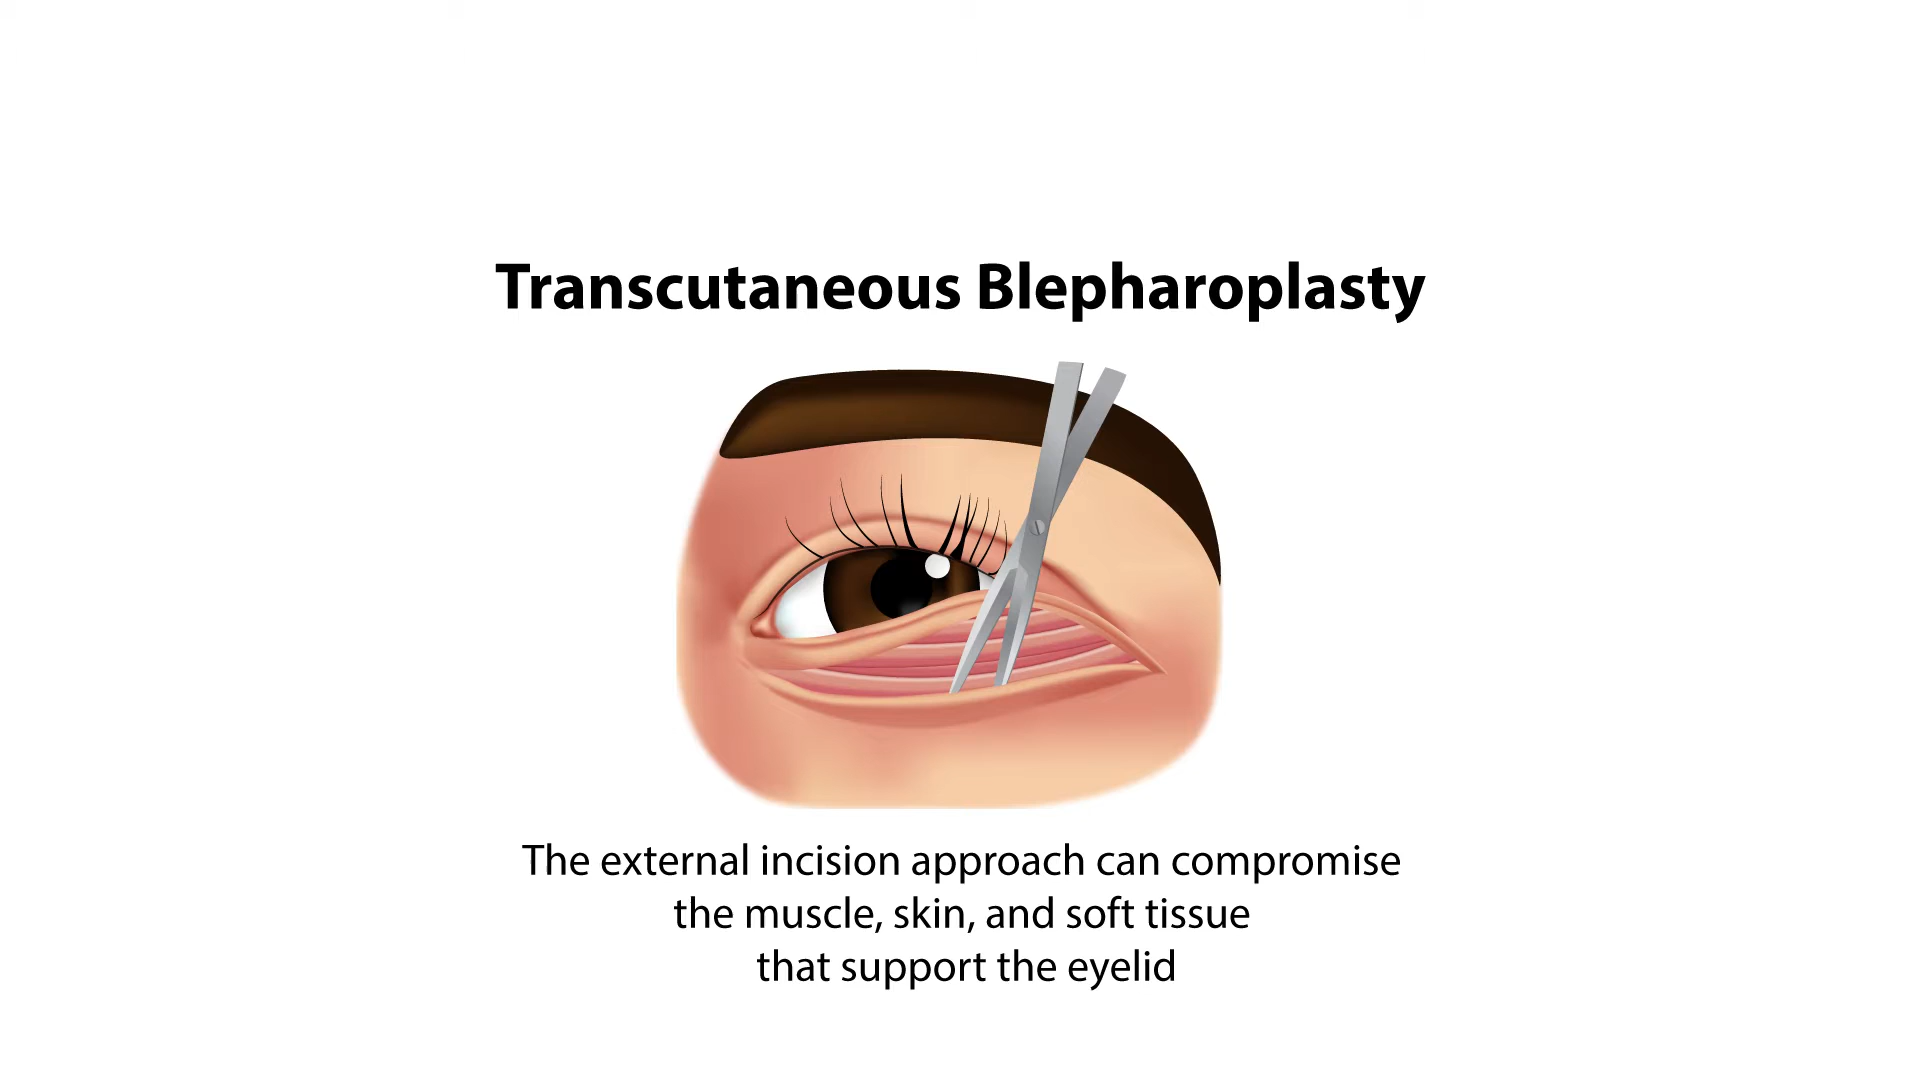 Transcutaneous Blepharoplasty
The external incision approach can compromise
the muscle, skin, and soft tissue
that support the eyelid